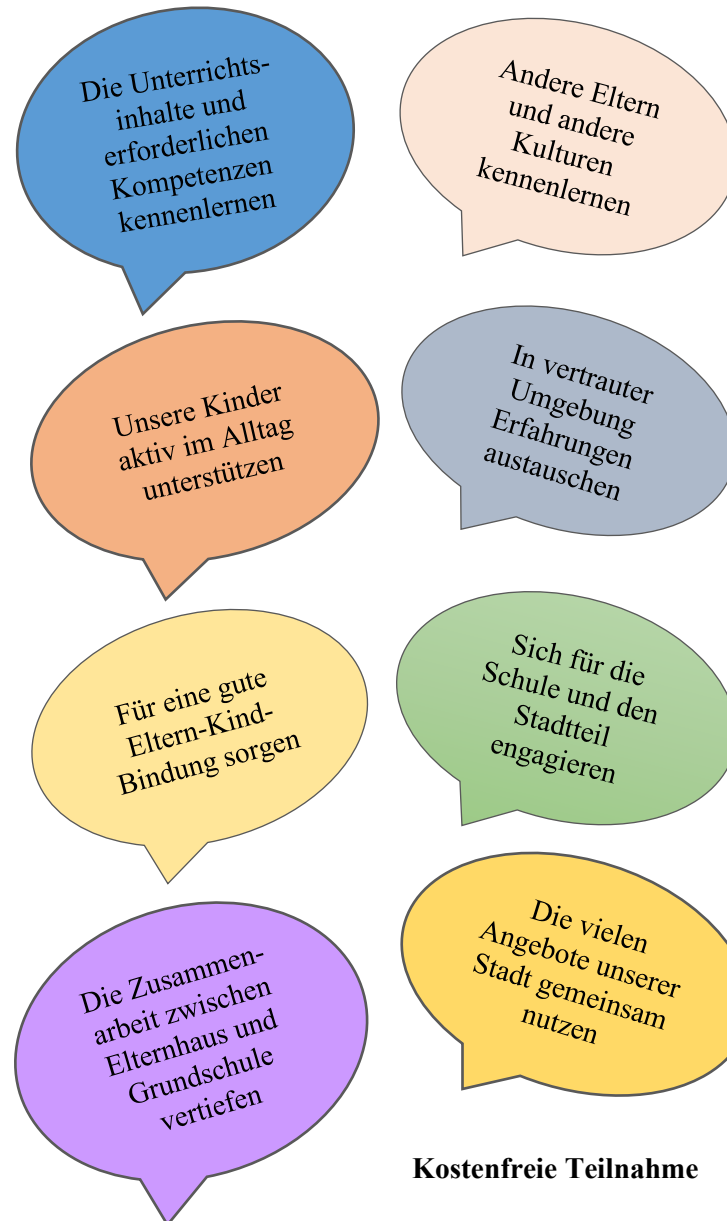 Die Unterrichts-
inhalte und
erforderlichen
Kompetenzen
kennenlernen
Andere Eltern
und andere
Kulturen
kennenlernen
Unsere Kinder
aktiv im Alltag
unterstützen
In vertrauter
Umgebung
Erfahrungen
austauschen
Für eine gute
Eltern-Kind-
Bindung sorgen
Sich für die
Schule und den
Stadtteil
engagieren
Die Zusammen-
arbeit zwischen
Elternhaus und
Grundschule
vertiefen
Die vielen
Angebote unserer
Stadt gemeinsam
nutzen
Kostenfreie Teilnahme